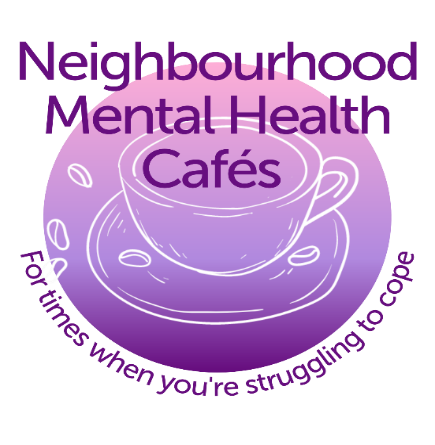 Neighbourhood
Mental Health
Cafés
For times when you're struggling to cope